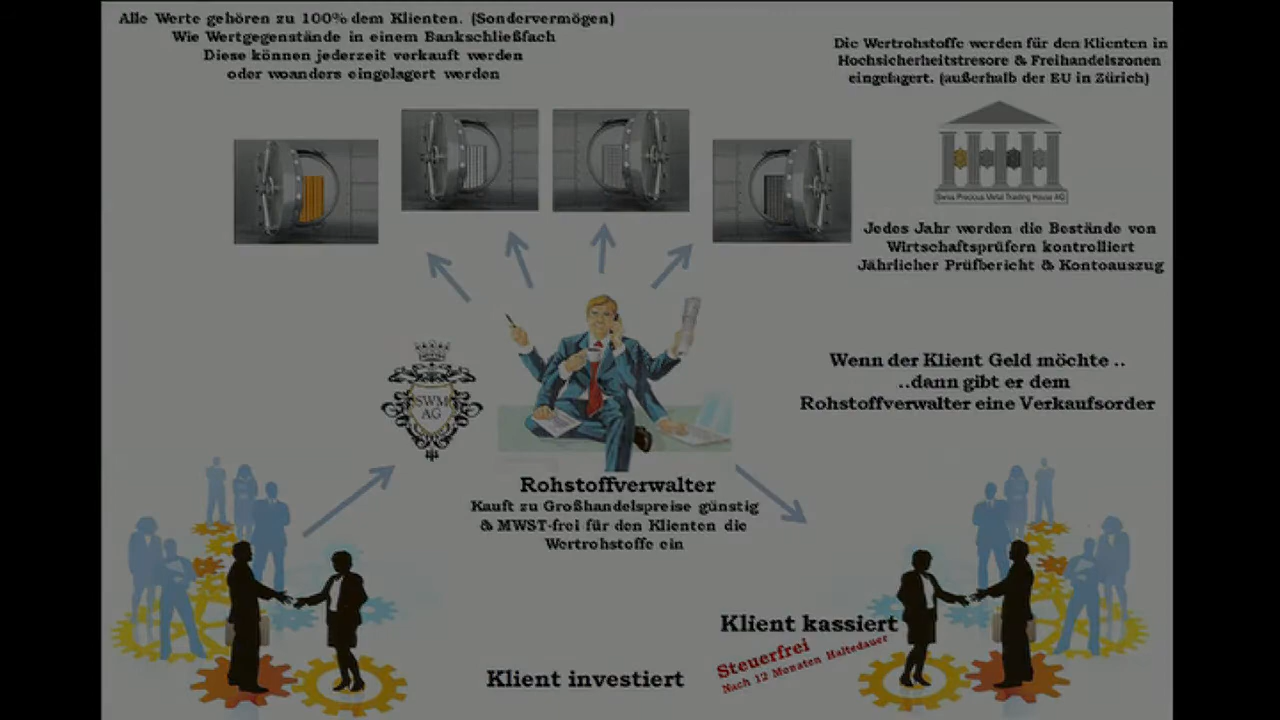 Alle Werte gehören zu 100% dem Klienten. (Sondervermögen)
Wie Wertgegenstände in einem Bankschließfach
Diese können jederzeit verkauft werden
oder woanders eingelagert werden
Die Wertrohstoffe werden für den Klienten in
Hochsicherheitstresore & Freihandelszonen
eingelagert. (außerhalb der EU in Zürich)
Swiss Precious Metal Trading House AG
Jedes Jahr werden die Bestände von
Wirtschaftsprüfern kontrolliert
Jährlicher Prüfbericht & Kontoauszug
Wenn der Klient Geld möchte ..
..dann gibt er dem
Rohstoffverwalter eine Verkaufsorder
SWM
AG
Rohstoffverwalter
Kauft zu Großhandelspreise günstig
& MWST-frei für den Klienten die
Wertrohstoffe ein
Klient kassiert
Steuerfrei
Nach 12 Monaten Haltedauer
Klient investiert